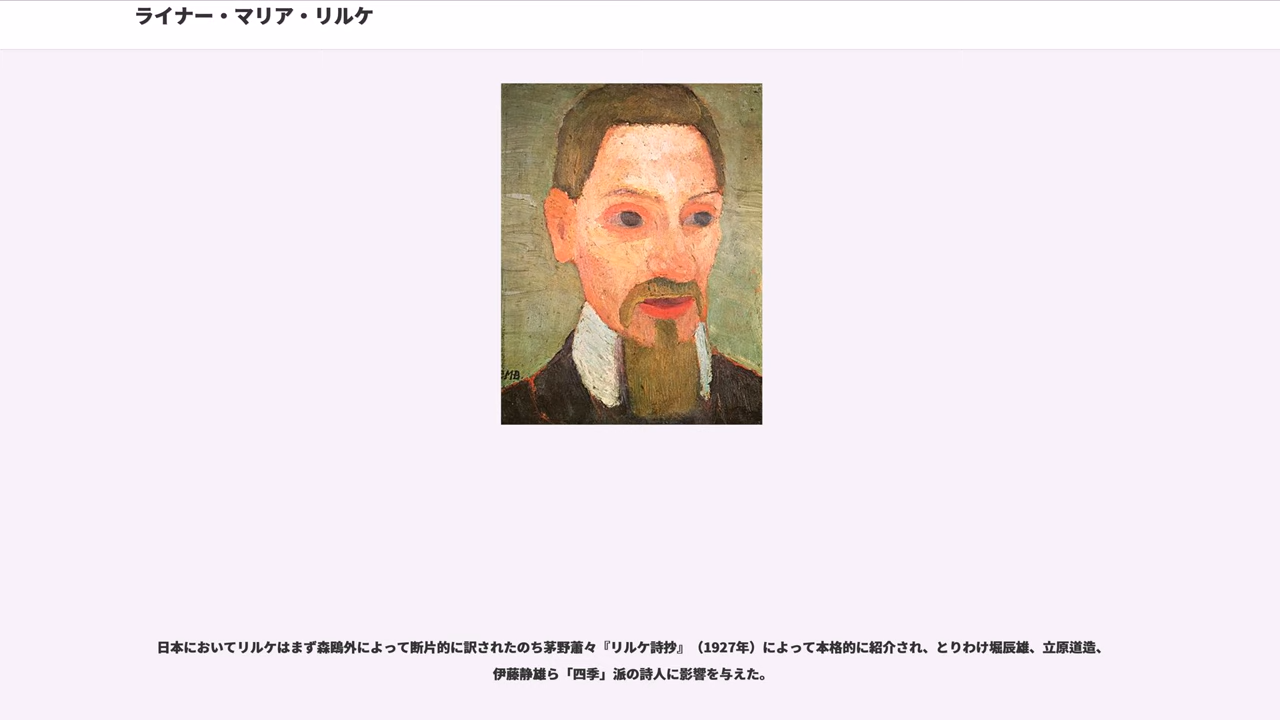 ライナー・マリア・リルケ
日本においてリルケはまず森鴎外によって断片的に訳されたのち茅野蕭々『リルケ詩抄』（1927年）によって本格的に紹介され、とりわけ堀辰雄、立原道造、
伊藤静雄ら「四季」派の詩人に影響を与えた。